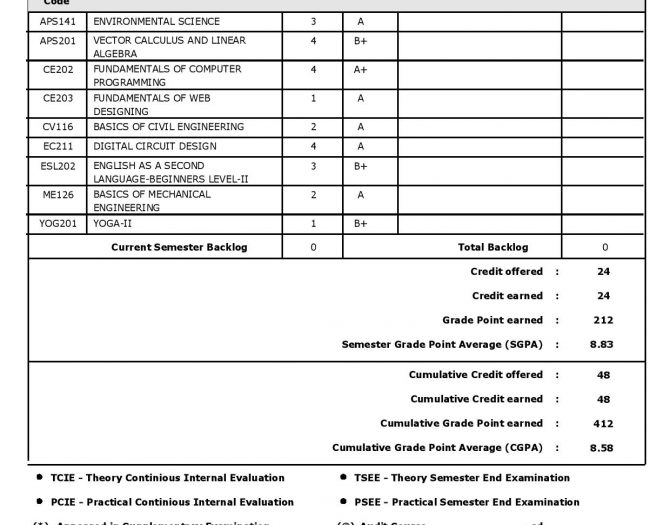 Code
APS141 ENVIRONMENTAL SCIENCE 3 A
APS201 VECTOR CALCULUS AND LINEAR 4 B+
ALGEBRA
CE202 FUNDAMENTALS OF COMPUTER 4 A+
PROGRAMMING
CE203 FUNDAMENTALS OF WEB 1 A
DESIGNING
CV116 BASICS OF CIVIL ENGINEERING 2 A
EC211 DIGITAL CIRCUIT DESIGN 4 A
ESL202 ENGLISH AS A SECOND 3 B+
LANGUAGE-BEGINNERS LEVEL-II
ME126 BASICS OF MECHANICAL 2 A
ENGINEERING
YOG201 YOGA-II 1 B+
Current Semester Backlog 0 Total Backlog 0
Credit offered : 24
Credit earned : 24
Grade Point earned : 212
Semester Grade Point Average (SGPA) : 8.83
Cumulative Credit offered : 48
Cumulative Credit earned : 48
Cumulative Grade Point earned : 412
Cumulative Grade Point Average (CGPA) : 8.58
● TCIE - Theory Continious Internal Evaluation ● TSEE - Theory Semester End Examination
● PCIE - Practical Continious Internal Evaluation ● PSEE - Practical Semester End Examination